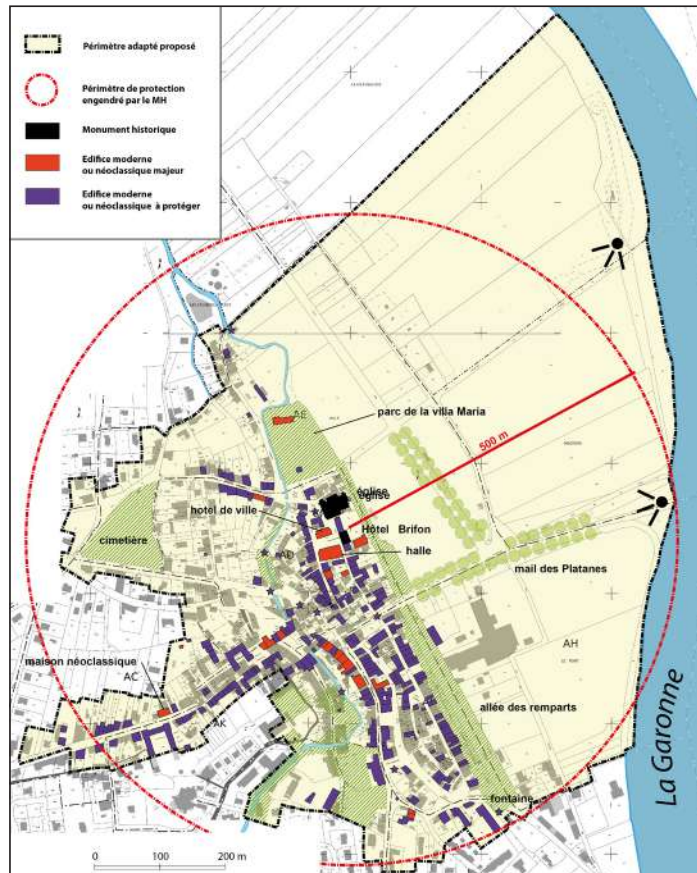 Périmètre adapté proposé
Périmètre de protection
engendré par le MH
Monument historique
Edifice moderne
ou néoclassique majeur
Edifice moderne
ou néoclassique à protéger
parc de la villa Maria
AE
500 m
église
église
hotel de ville
Hôtel Brifon
halle
cimetière
AD
mail des Platanes
maison néoclassique
AC
AH
AK
allée des remparts
La Garonne
fontaine
0 100 200 m